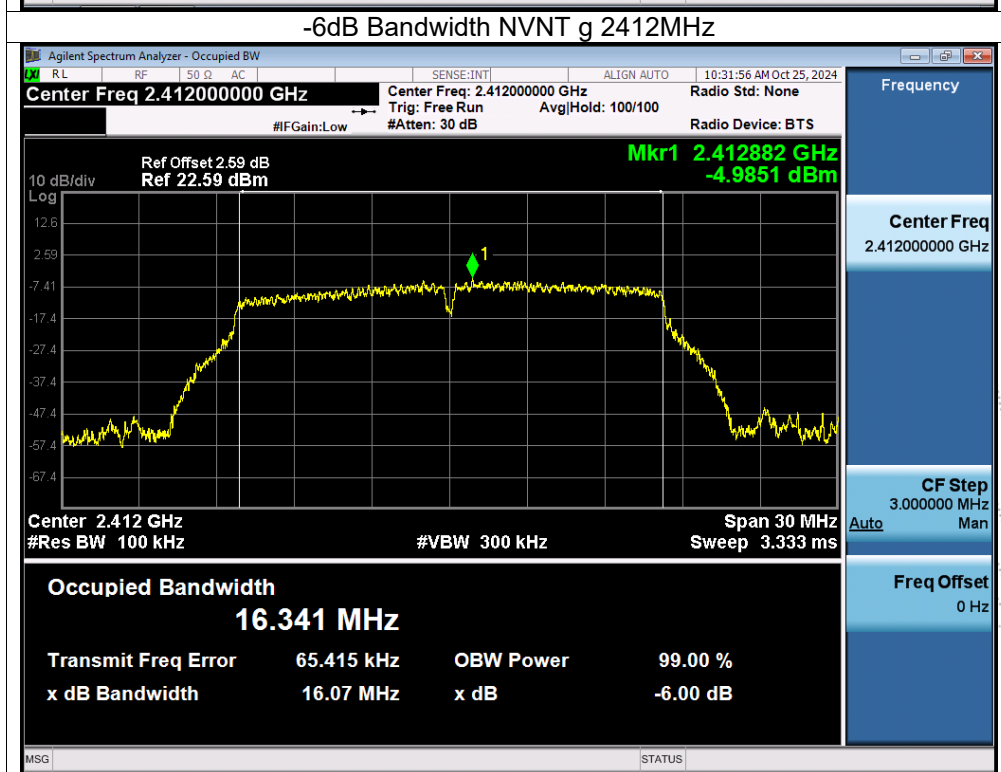 -6dB Bandwidth NVNT g 2412MHz
Agilent Spectrum Analyzer - Occupied BW
LXI RL RF 50 Ω AC SENSE:INT ALIGN AUTO 10:31:56 AM Oct 25, 2024
Center Freq 2.412000000 GHz
Center Freq: 2.412000000 GHz
Radio Std: None
Trig: Free Run Avg|Hold: 100/100
#IFGain:Low #Atten: 30 dB Radio Device: BTS
Frequency
Mkr1 2.412882 GHz
-4.9851 dBm
Ref Offset 2.59 dB
10 dB/div Ref 22.59 dBm
Log
12.6
2.59
-7.41
-17.4
-27.4
-37.4
-47.4
-57.4
-67.4
1
Center 2.412 GHz Span 30 MHz
#Res BW 100 kHz #VBW 300 kHz Sweep 3.333 ms
Occupied Bandwidth
16.341 MHz
Transmit Freq Error 65.415 kHz OBW Power 99.00 %
x dB Bandwidth 16.07 MHz x dB -6.00 dB
Center Freq
2.412000000 GHz
CF Step
3.000000 MHz
Auto Man
Freq Offset
0 Hz
MSG STATUS